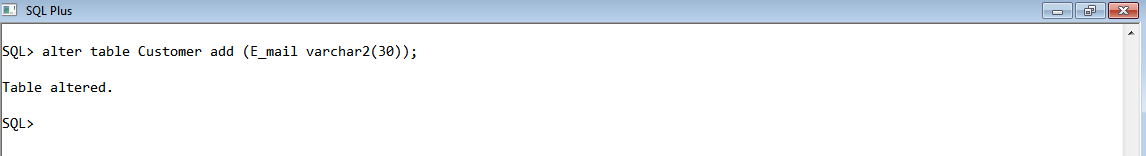 SQL Plus
SQL> alter table Customer add (E_mail varchar2(30));
Table altered.
SQL>